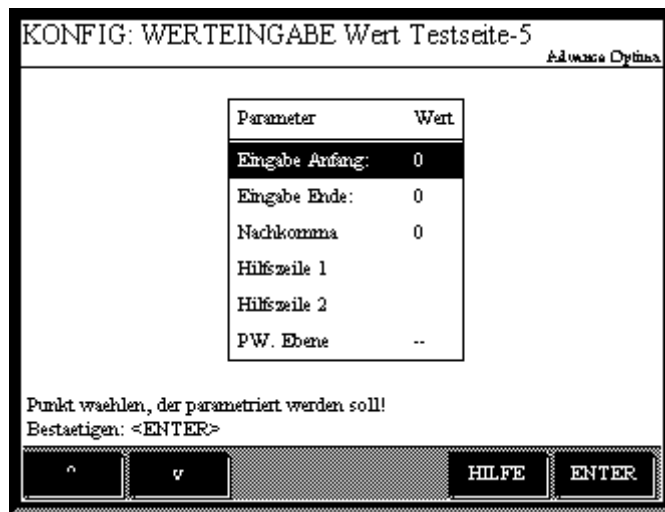 KONFIG: WERTEINGABE Wert Testseite-5
Advance Optima
Parameter Wert
Eingabe Anfang: 0
Eingabe Ende: 0
Nachkomma 0
Hilfszeile 1
Hilfszeile 2
PW. Ebene --
Punkt waehlen, der parametriert werden soll!
Bestaetigen: <ENTER>
^ v HILFE ENTER